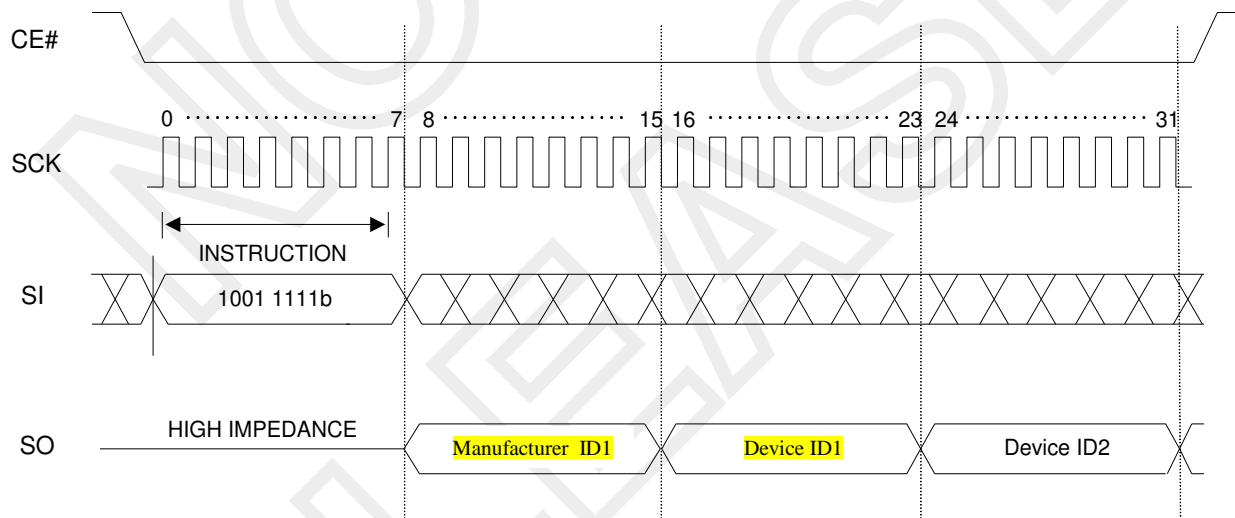 CE#
0 7 8 15 16 23 24 31
SCK
INSTRUCTION
SI 1001 1111b
HIGH IMPEDANCE
SO Manufacturer ID1 Device ID1 Device ID2